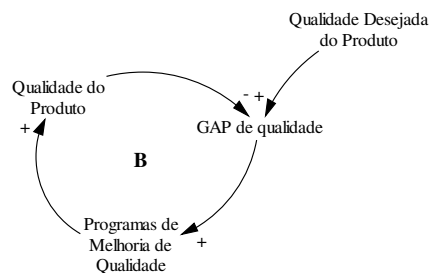 Qualidade Desejada
do Produto
Qualidade do
Produto
- +
GAP de qualidade
+
B
Programas de
Melhoria de
Qualidade
+